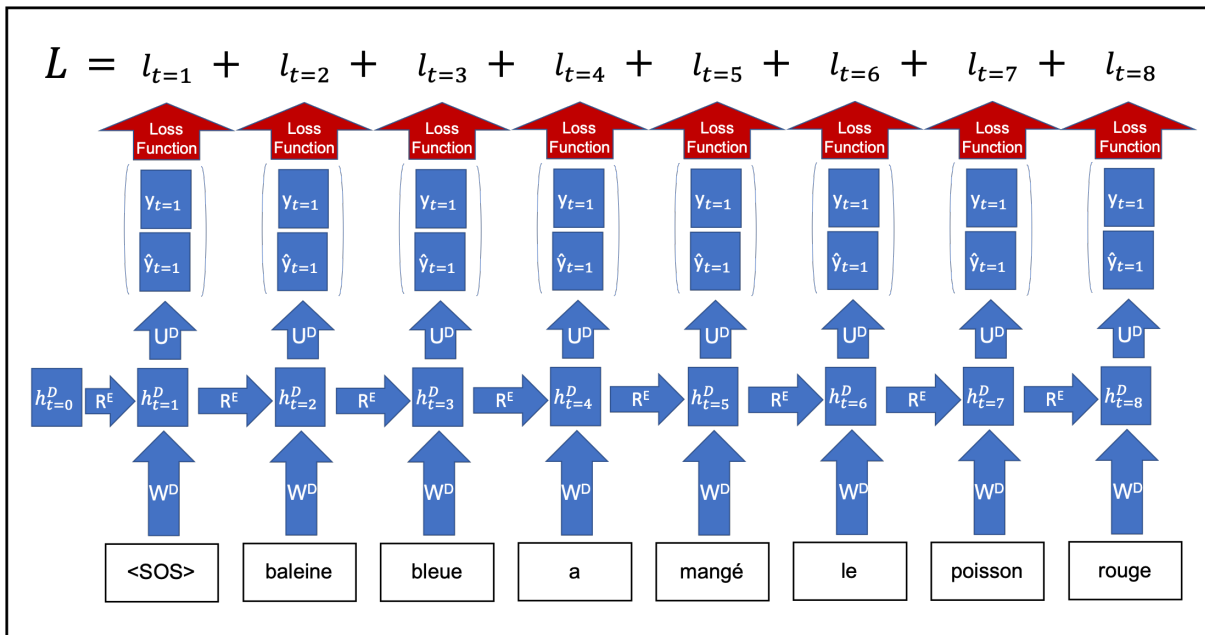 L = l_{t=1} + l_{t=2} + l_{t=3} + l_{t=4} + l_{t=5} + l_{t=6} + l_{t=7} + l_{t=8}
Loss Loss Loss Loss Loss Loss Loss Loss
Function Function Function Function Function Function Function Function
y_{t=1} y_{t=1} y_{t=1} y_{t=1} y_{t=1} y_{t=1} y_{t=1} y_{t=1}
ŷ_{t=1} ŷ_{t=1} ŷ_{t=1} ŷ_{t=1} ŷ_{t=1} ŷ_{t=1} ŷ_{t=1} ŷ_{t=1}
U^D U^D U^D U^D U^D U^D U^D U^D
h^D_{t=0} R^E h^D_{t=1} R^E h^D_{t=2} R^E h^D_{t=3} R^E h^D_{t=4} R^E h^D_{t=5} R^E h^D_{t=6} R^E h^D_{t=7} R^E h^D_{t=8}
W^D W^D W^D W^D W^D W^D W^D W^D
<SOS> baleine bleue a mangé le poisson rouge